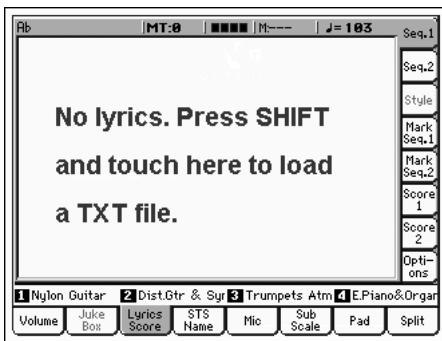 Ab MT:0 M:--- ♩=103
No lyrics. Press SHIFT
and touch here to load
a TXT file.
Seq.1
Seq.2
Style
Mark
Seq.1
Mark
Seq.2
Score
1
Score
2
Opti-
ons
1 Nylon Guitar 2 Dist.Gtr & Syr 3 Trumpets Atm 4 E.Piano&Organ
Volume
Juke
Box
Lyrics
Score
STS
Name
Mic
Sub
Scale
Pad
Split